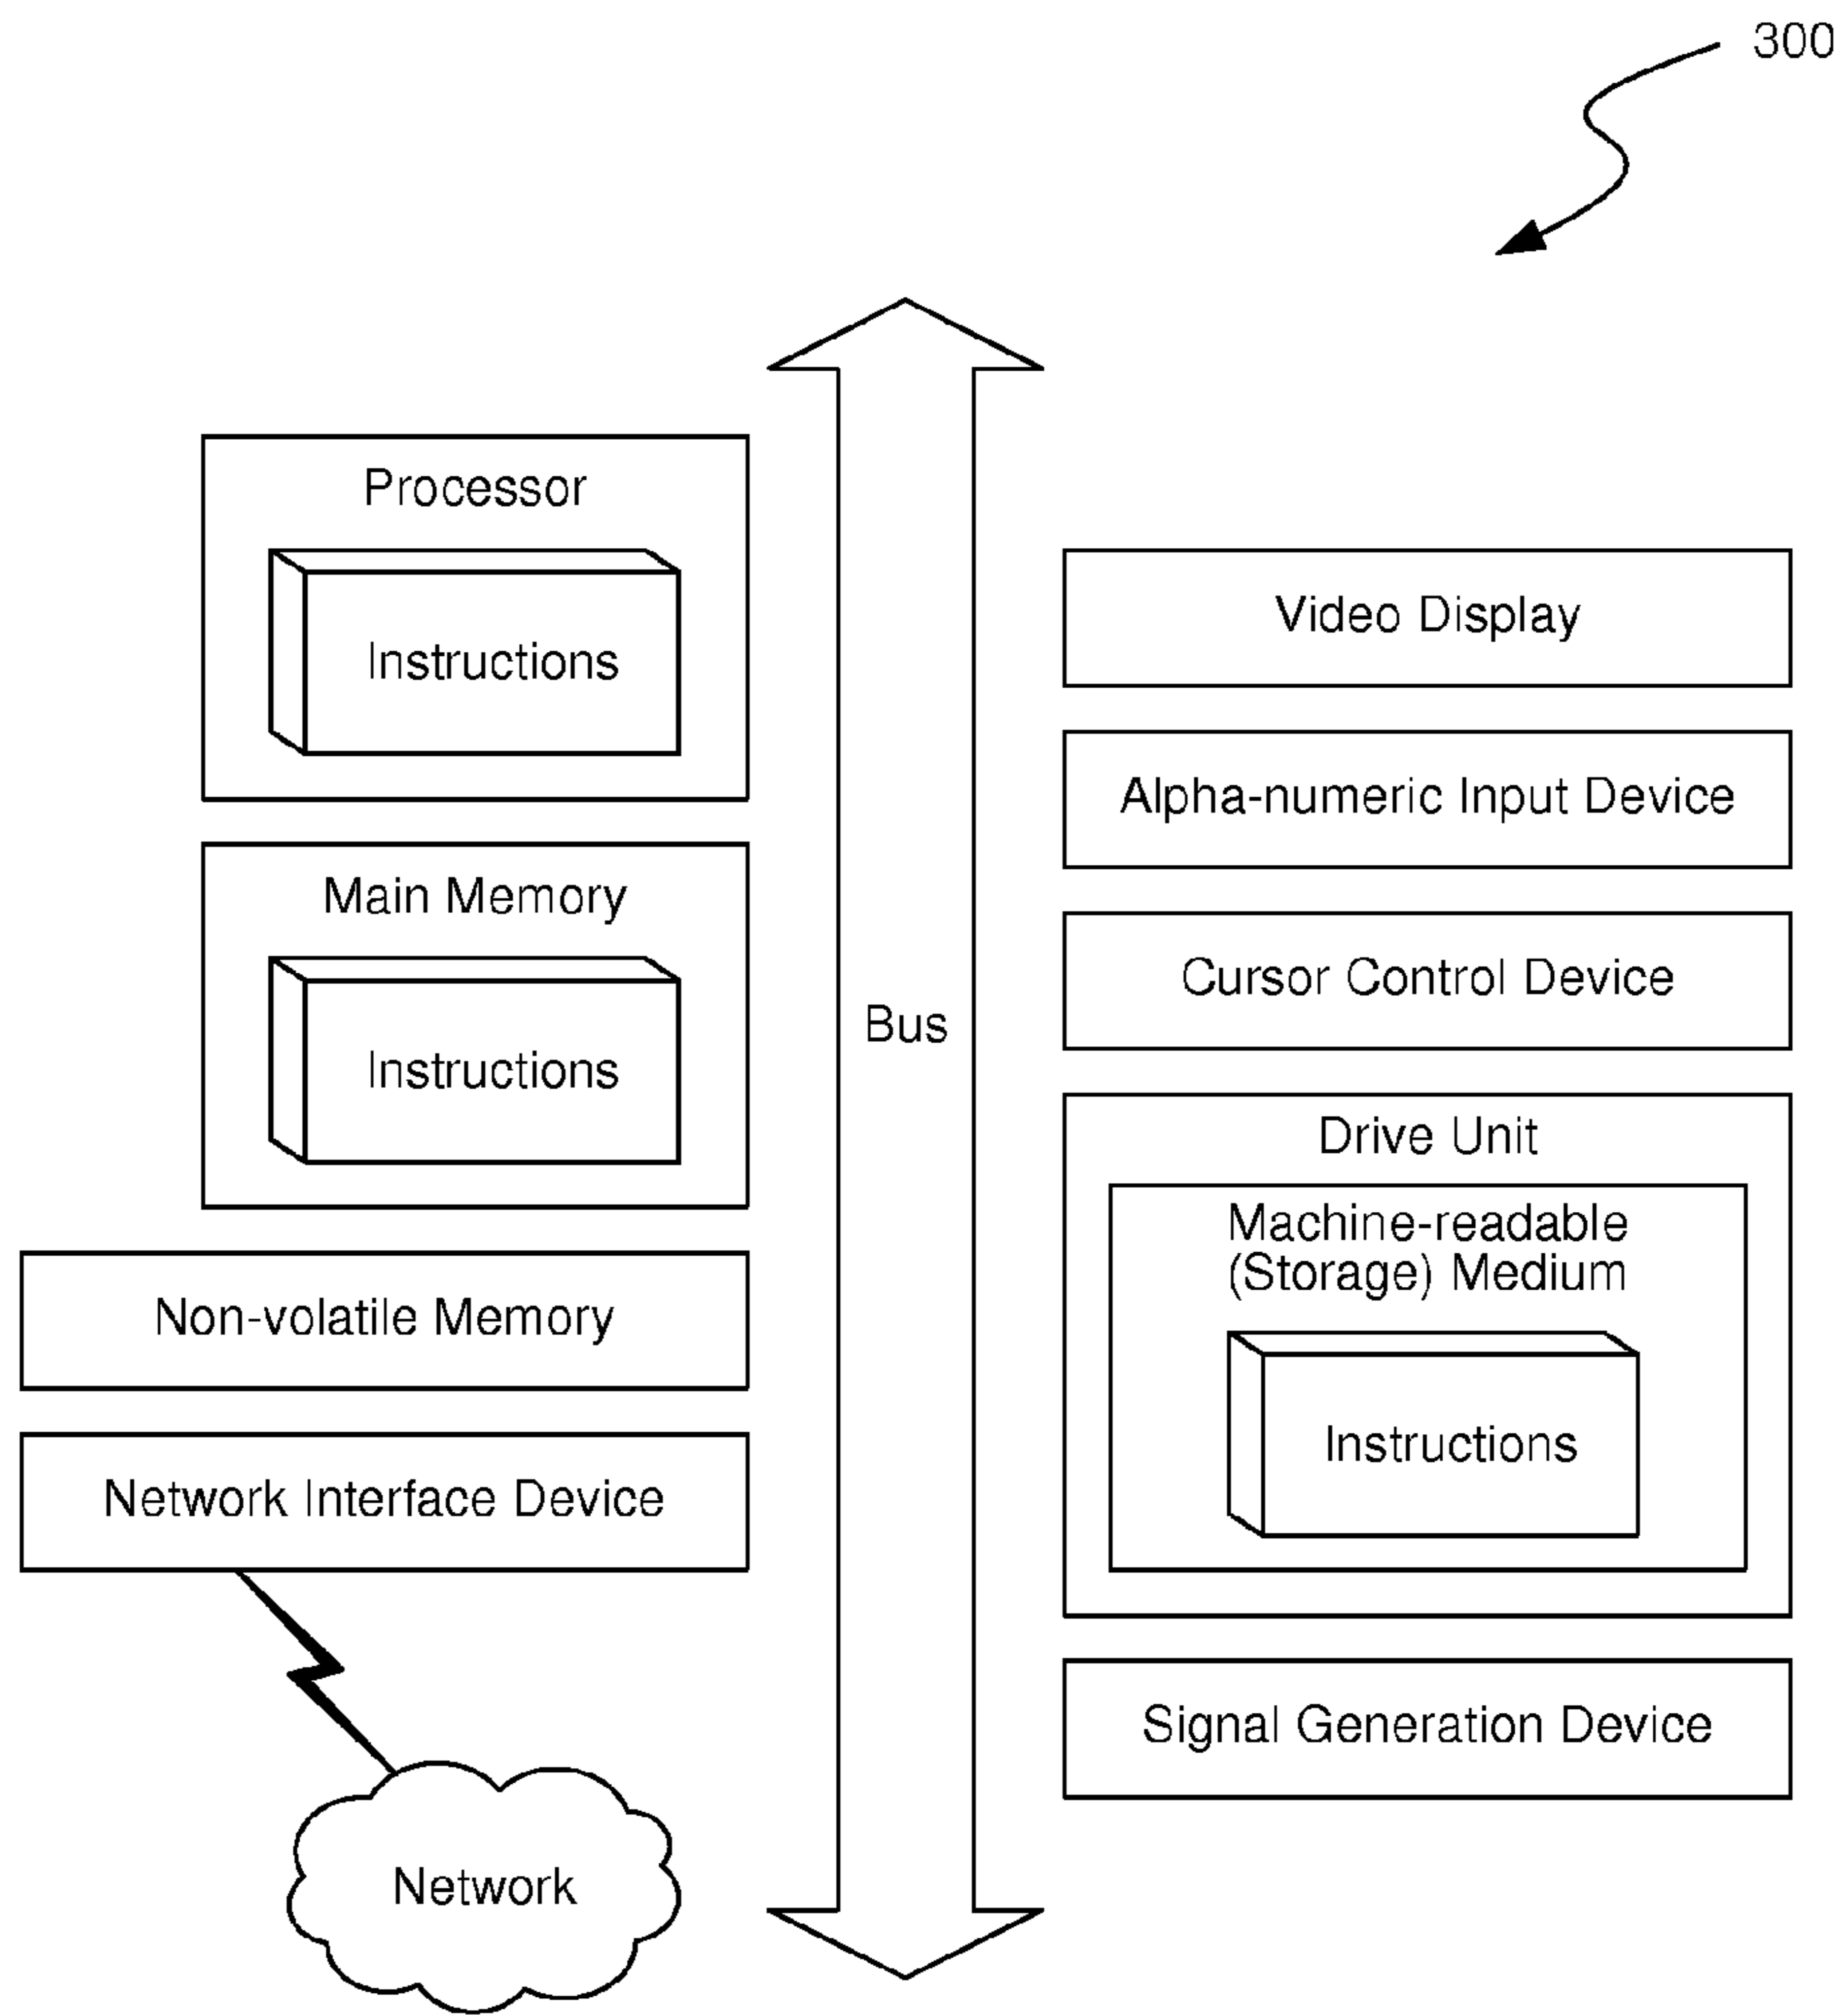 300
Processor
Instructions
Main Memory
Instructions
Non-volatile Memory
Network Interface Device
Network
Bus
Video Display
Alpha-numeric Input Device
Cursor Control Device
Drive Unit
Machine-readable
(Storage) Medium
Instructions
Signal Generation Device